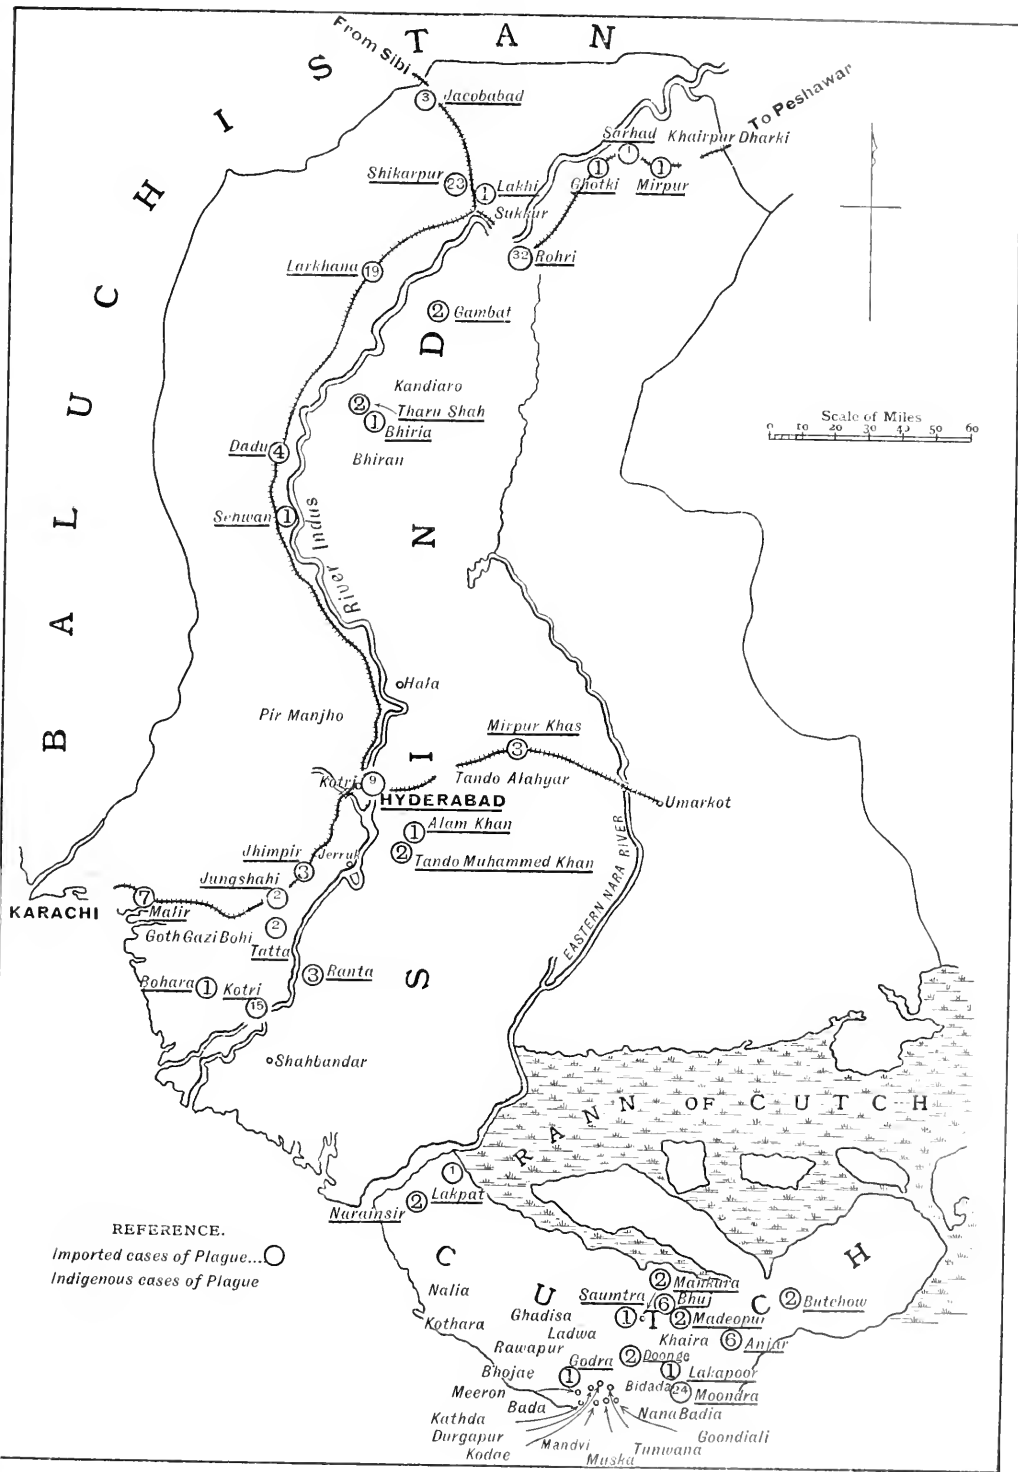 From Sibi
BALUCHISTAN
3 Jacobabad
To Peshawar
Sarhad
1
Khairpur Dharki
Shikarpur 23
1 Lakhi
1 Ghotki
1 Mirpur
Sukkur
32 Rohri
Larkhana 19
2 Gambat
Kandiaro
2 Tharu Shah
1 Bhiria
Bhiran
Dadu 4
Sehwan 1
River Indus
SIND
Scale of Miles
0 10 20 30 40 50 60
Hala
Pir Manjho
Mirpur Khas
3
Tando Alahyar
Kotri 9
HYDERABAD
Umarkot
1 Alam Khan
2 Tando Muhammed Khan
Jhimpir 3
Jerruk
Jungshahi
2
EASTERN NARA RIVER
KARACHI
7 Malir
Goth Gazi Bohi
2
Tatta
3 Ranta
Bohara 1
Kotri
15
Shahbandar
RANN OF CUTCH
1
Lakpat
Narainsir 2
REFERENCE.
Imported cases of Plague...
Indigenous cases of Plague
CUTCH
Nalia
Kothara
2 Mankura
Saumtra 1
6 Bhuj
2 Madeopur
2 Butchow
Ghadisa
Ladwa
Rawapur
Khaira
6 Anjar
Bhojae
Godra
1
2 Doonge
1 Lakapoor
Meeron
Bidada
24 Moondra
Bada
Nana Badia
Kathda
Durgapur
Kodae
Mandvi
Muska
Tunwana
Goondiali